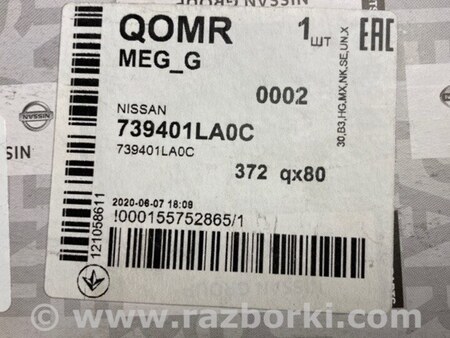 QOMR
1 шт
EAC
MEG_G
30,B3,HG,MX,NK,SE,UN,X
0002
NISSAN
739401LA0C
739401LA0C
372 qx80
2020-06-07 18:09
!000155752865/1
121058611
NISSAN
www.razborki.com